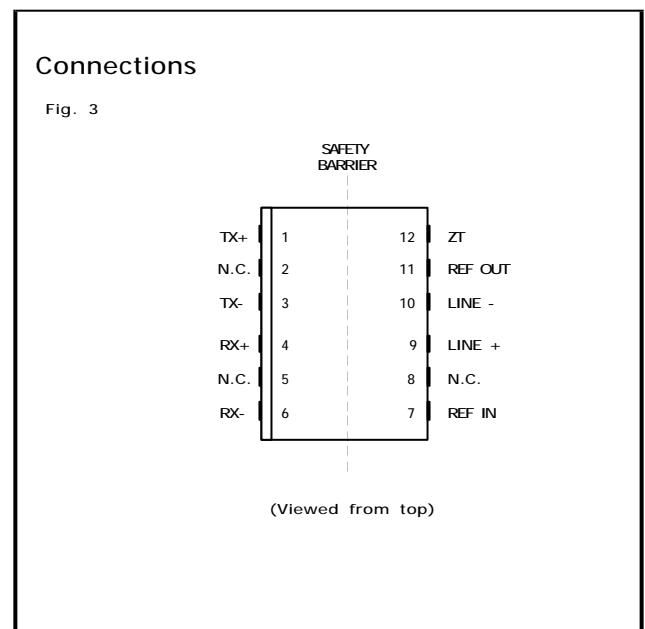 Connections
Fig. 3
SAFETY
BARRIER
TX+ 1 12 ZT
N.C. 2 11 REF OUT
TX- 3 10 LINE -
RX+ 4 9 LINE +
N.C. 5 8 N.C.
RX- 6 7 REF IN
(Viewed from top)